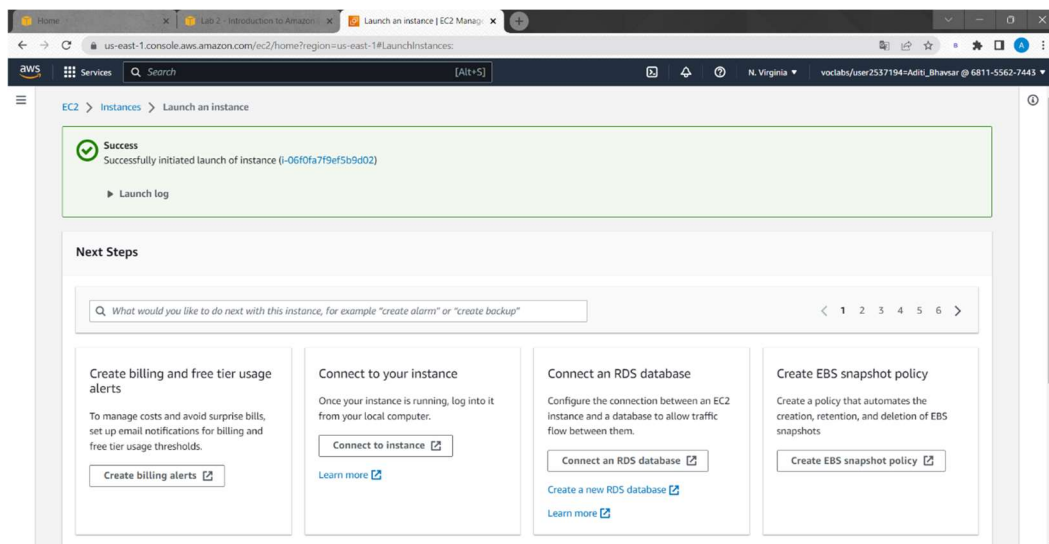 Home
Lab 2 - Introduction to Amazon
Launch an instance | EC2 Manag
us-east-1.console.aws.amazon.com/ec2/home?region=us-east-1#LaunchInstances:
A
aws
Services
Search
[Alt+S]
N. Virginia
voclabs/user2537194=Aditi_Bhavsar @ 6811-5562-7443
EC2 > Instances > Launch an instance
Success
Successfully initiated launch of instance (i-06f0fa7f9ef5b9d02)
Launch log
Next Steps
What would you like to do next with this instance, for example "create alarm" or "create backup"
< 1 2 3 4 5 6 >
Create billing and free tier usage
alerts
To manage costs and avoid surprise bills,
set up email notifications for billing and
free tier usage thresholds.
Create billing alerts
Connect to your instance
Once your instance is running, log into it
from your local computer.
Connect to instance
Learn more
Connect an RDS database
Configure the connection between an EC2
instance and a database to allow traffic
flow between them.
Connect an RDS database
Create a new RDS database
Learn more
Create EBS snapshot policy
Create a policy that automates the
creation, retention, and deletion of EBS
snapshots
Create EBS snapshot policy